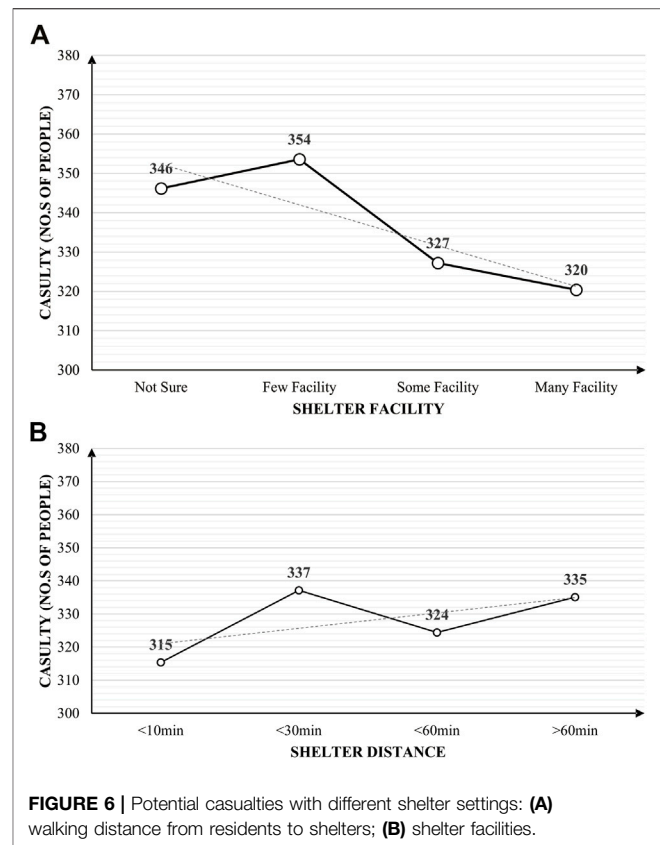 A
380
370
360
350
340
330
320
310
300
346
354
327
320
CASULTY (NO.S OF PEOPLE)
Not Sure Few Facility Some Facility Many Facility
SHELTER FACILITY
B
380
370
360
350
340
330
320
310
300
315
337
324
335
CASULTY (NO.S OF PEOPLE)
<10min <30min <60min >60min
SHELTER DISTANCE
FIGURE 6 | Potential casualties with different shelter settings: (A)
walking distance from residents to shelters; (B) shelter facilities.